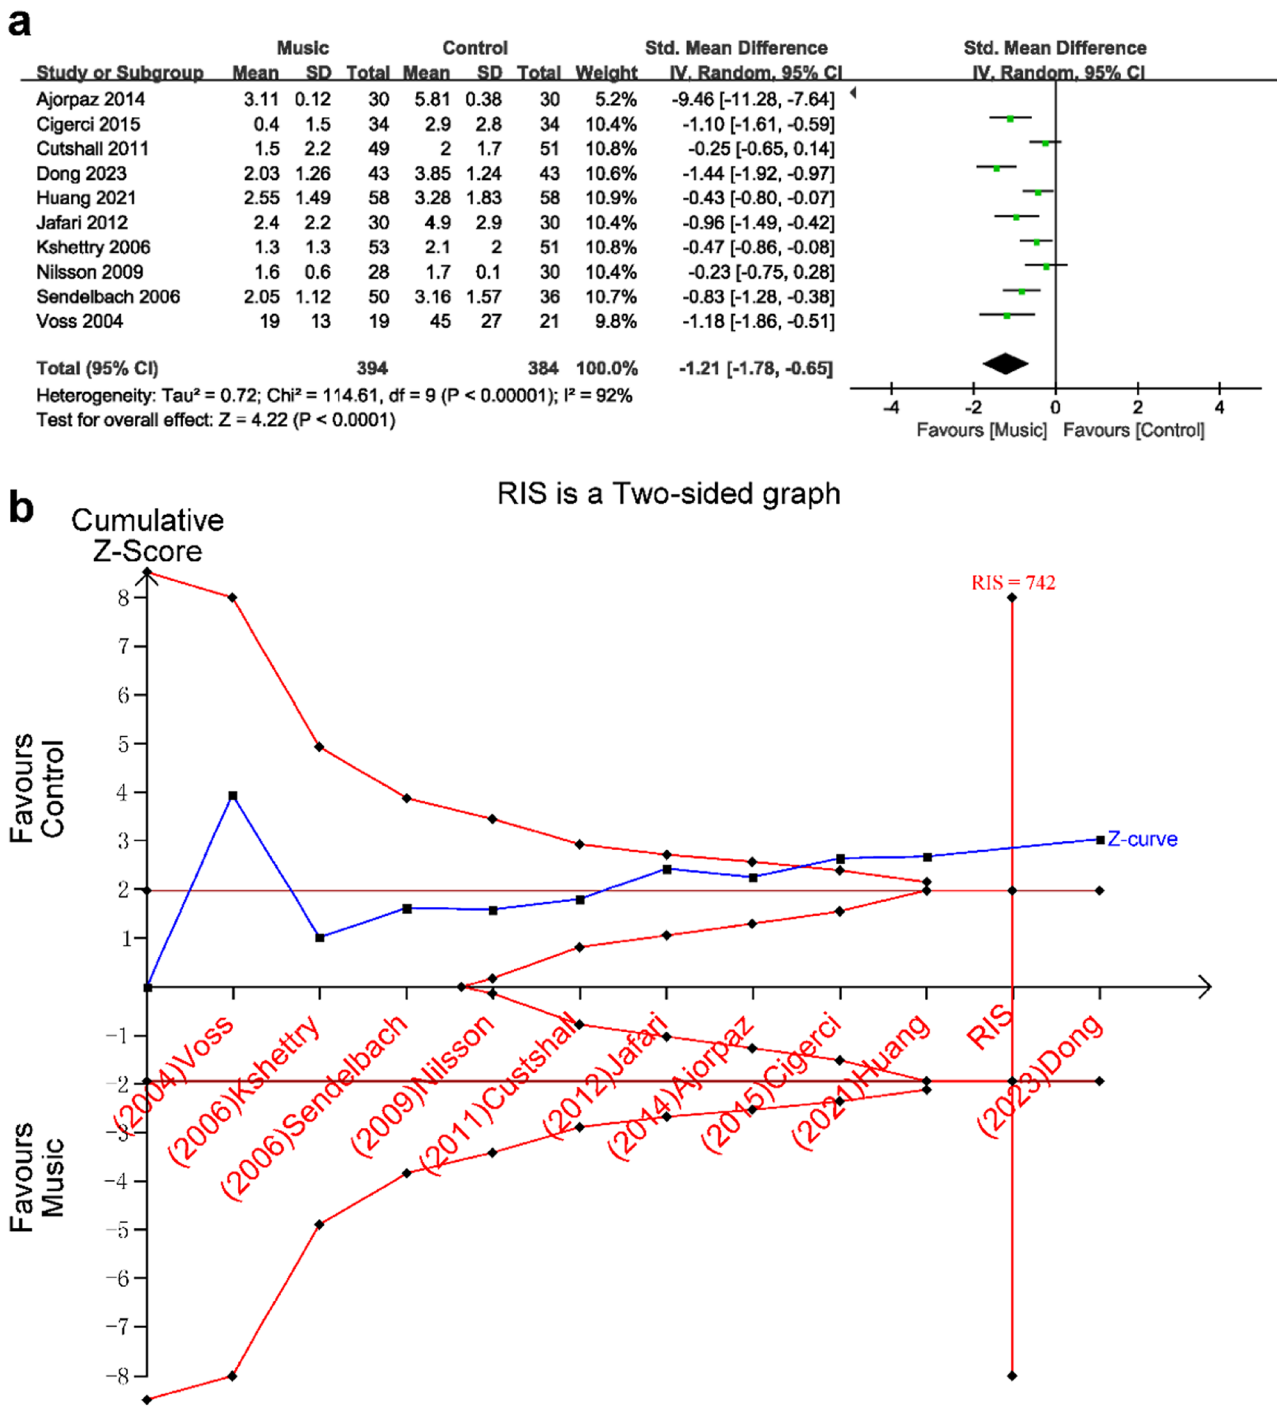 a
Music Control Std. Mean Difference Std. Mean Difference
Study or Subgroup Mean SD Total Mean SD Total Weight IV, Random, 95% CI IV, Random, 95% CI
Ajorpaz 2014 3.11 0.12 30 5.81 0.38 30 5.2% -9.46 [-11.28, -7.64]
Cigerci 2015 0.4 1.5 34 2.9 2.8 34 10.4% -1.10 [-1.61, -0.59]
Cutshall 2011 1.5 2.2 49 2 1.7 51 10.8% -0.25 [-0.65, 0.14]
Dong 2023 2.03 1.26 43 3.85 1.24 43 10.6% -1.44 [-1.92, -0.97]
Huang 2021 2.55 1.49 58 3.28 1.83 58 10.9% -0.43 [-0.80, -0.07]
Jafari 2012 2.4 2.2 30 4.9 2.9 30 10.4% -0.96 [-1.49, -0.42]
Kshettry 2006 1.3 1.3 53 2.1 2 51 10.8% -0.47 [-0.86, -0.08]
Nilsson 2009 1.6 0.6 28 1.7 0.1 30 10.4% -0.23 [-0.75, 0.28]
Sendelbach 2006 2.05 1.12 50 3.16 1.57 36 10.7% -0.83 [-1.28, -0.38]
Voss 2004 19 13 19 45 27 21 9.8% -1.18 [-1.86, -0.51]
Total (95% CI) 394 384 100.0% -1.21 [-1.78, -0.65]
Heterogeneity: Tau² = 0.72; Chi² = 114.61, df = 9 (P < 0.00001); I² = 92%
Test for overall effect: Z = 4.22 (P < 0.0001)
-4 -2 0 2 4
Favours [Music] Favours [Control]
b
RIS is a Two-sided graph
Cumulative
Z-Score
RIS = 742
8
7
6
5
4
3
2
1
-1
-2
-3
-4
-5
-6
-7
-8
Favours
Control
Favours
Music
Z-curve
(2004)Voss
(2006)Kshettry
(2006)Sendelbach
(2009)Nilsson
(2011)Custshall
(2012)Jafari
(2014)Ajorpaz
(2015)Cigerci
(2021)Huang
RIS
(2023)Dong